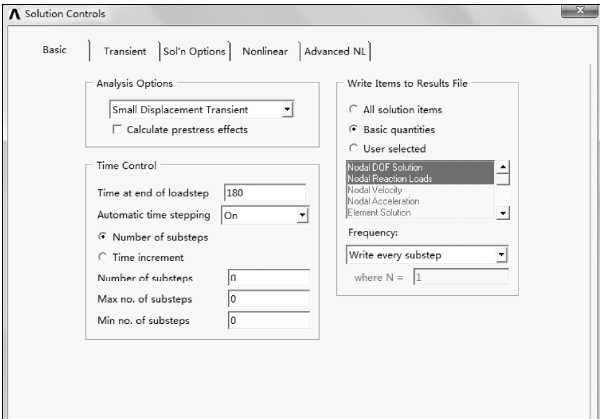 Solution Controls
Basic
Transient
Sol'n Options
Nonlinear
Advanced NL
Analysis Options
Small Displacement Transient
Calculate prestress effects
Time Control
Time at end of loadstep 180
Automatic time stepping On
Number of substeps
Time increment
Number of substeps 0
Max no. of substeps 0
Min no. of substeps 0
Write Items to Results File
All solution items
Basic quantities
User selected
Nodal DOF Solution
Nodal Reaction Loads
Nodal Velocity
Nodal Acceleration
Element Solution
Frequency:
Write every substep
where N = 1